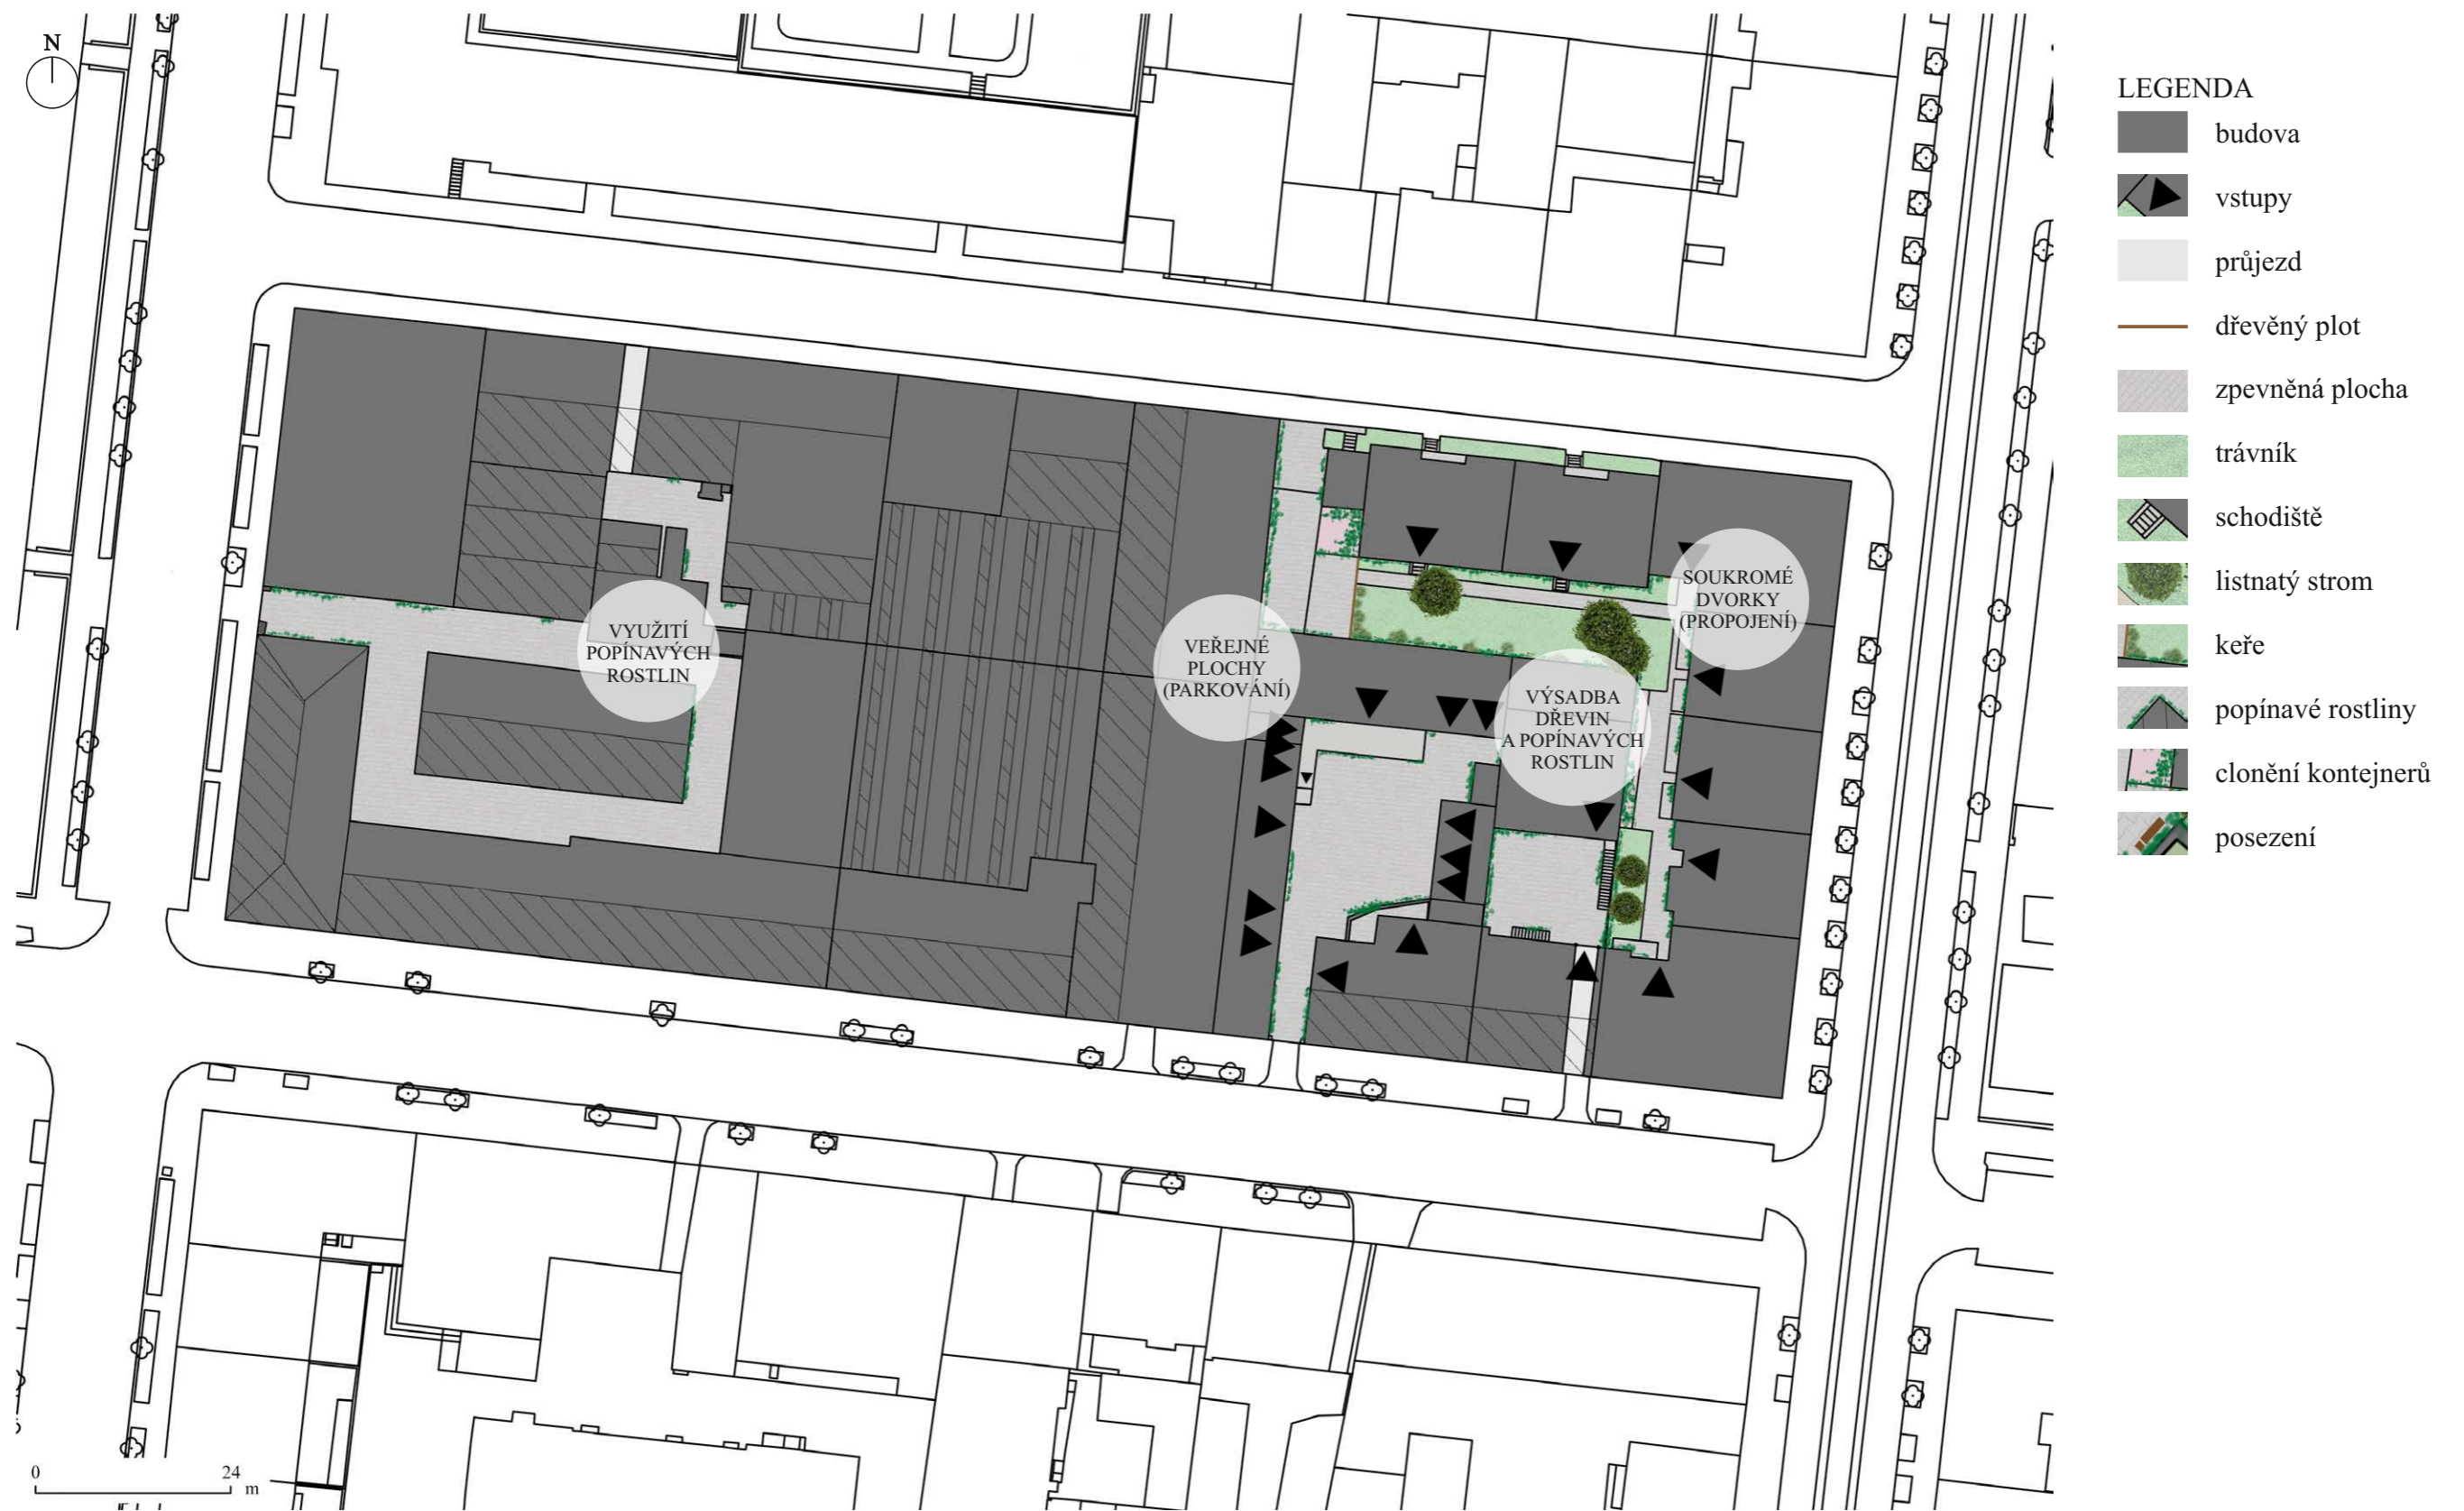 N
LEGENDA
budova
vstupy
průjezd
dřevěný plot
zpevněná plocha
trávník
schodiště
listnatý strom
keře
popínavé rostliny
clonění kontejnerů
posezení
VYUŽITÍ
POPÍNAVÝCH
ROSTLIN
VEŘEJNÉ
PLOCHY
(PARKOVÁNÍ)
SOUKROMÉ
DVORKY
(PROPOJENÍ)
VÝSADBA
DŘEVIN
A POPÍNAVÝCH
ROSTLIN
0 24
m